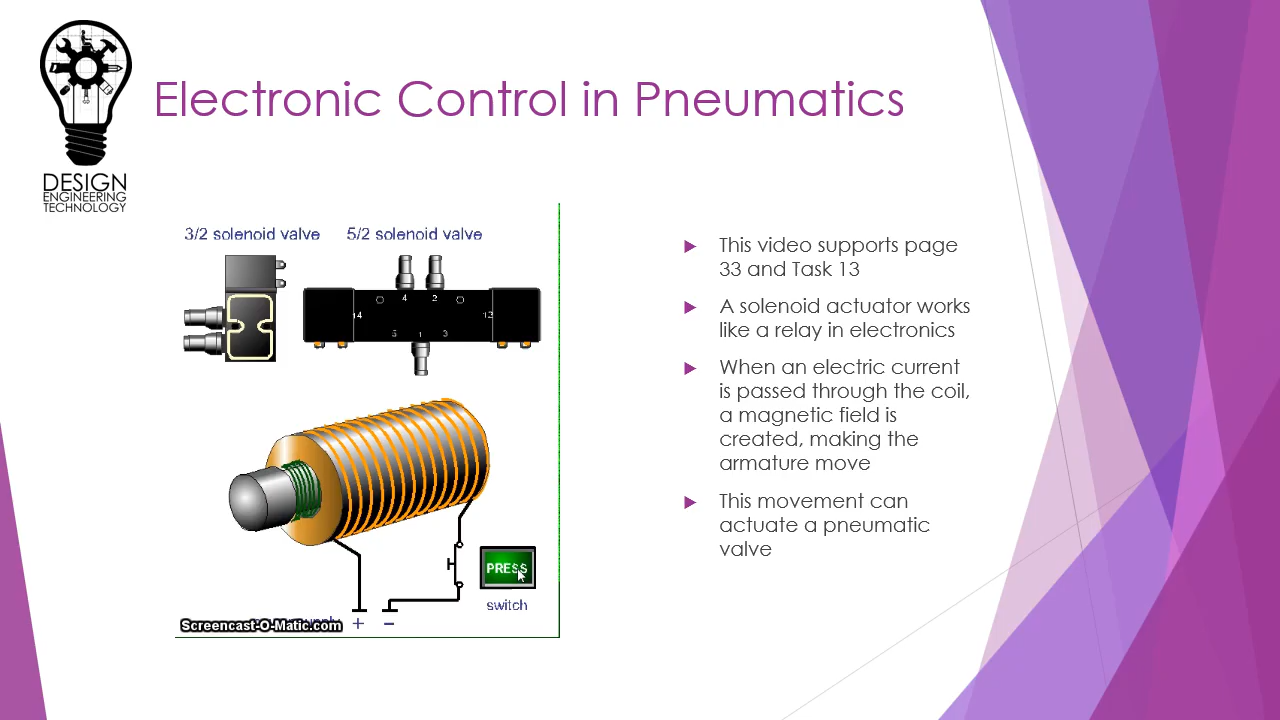 Electronic Control in Pneumatics
DESIGN
ENGINEERING
TECHNOLOGY
3/2 solenoid valve
5/2 solenoid valve
4 2
14 12
5 1 3
PRESS
switch
+ −
Screencast-O-Matic.com
This video supports page
33 and Task 13
A solenoid actuator works
like a relay in electronics
When an electric current
is passed through the coil,
a magnetic field is
created, making the
armature move
This movement can
actuate a pneumatic
valve